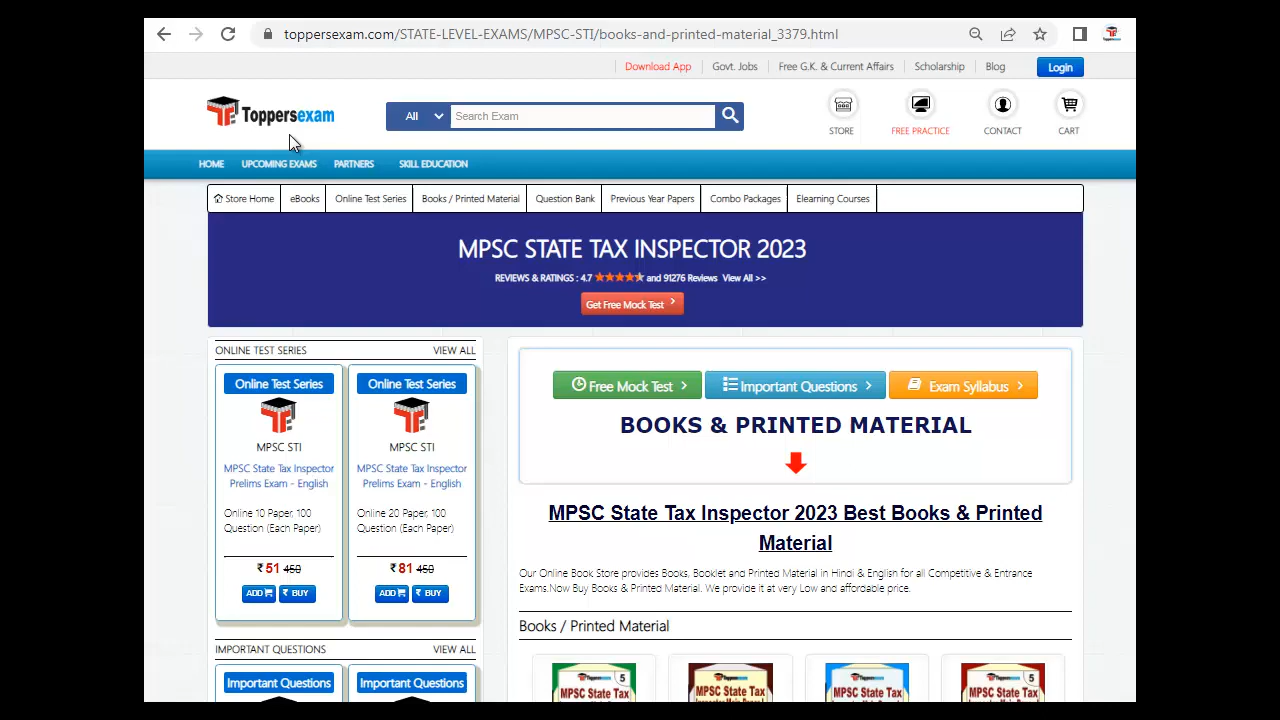 toppersexam.com/STATE-LEVEL-EXAMS/MPSC-STI/books-and-printed-material_3379.html
Download App Govt. Jobs Free G.K. & Current Affairs Scholarship Blog Login
Toppersexam
All Search Exam
STORE FREE PRACTICE CONTACT CART
HOME UPCOMING EXAMS PARTNERS SKILL EDUCATION
Store Home eBooks Online Test Series Books / Printed Material Question Bank Previous Year Papers Combo Packages Elearning Courses
MPSC STATE TAX INSPECTOR 2023
REVIEWS & RATINGS : 4.7 and 91276 Reviews View All >>
Get Free Mock Test
ONLINE TEST SERIES VIEW ALL
Online Test Series
MPSC STI
MPSC State Tax Inspector
Prelims Exam - English
Online 10 Paper, 100
Question (Each Paper)
₹ 51 450
ADD ₹ BUY
Online Test Series
MPSC STI
MPSC State Tax Inspector
Prelims Exam - English
Online 20 Paper, 100
Question (Each Paper)
₹ 81 450
ADD ₹ BUY
IMPORTANT QUESTIONS VIEW ALL
Important Questions
Important Questions
Free Mock Test Important Questions Exam Syllabus
BOOKS & PRINTED MATERIAL
MPSC State Tax Inspector 2023 Best Books & Printed
Material
Our Online Book Store provides Books, Booklet and Printed Material in Hindi & English for all Competitive & Entrance
Exams.Now Buy Books & Printed Material. We provide it at very Low and affordable price.
Books / Printed Material
Toppersexam 5
MPSC State Tax
Toppersexam
MPSC State Tax
Toppersexam
MPSC State Tax
Toppersexam 5
MPSC State Tax